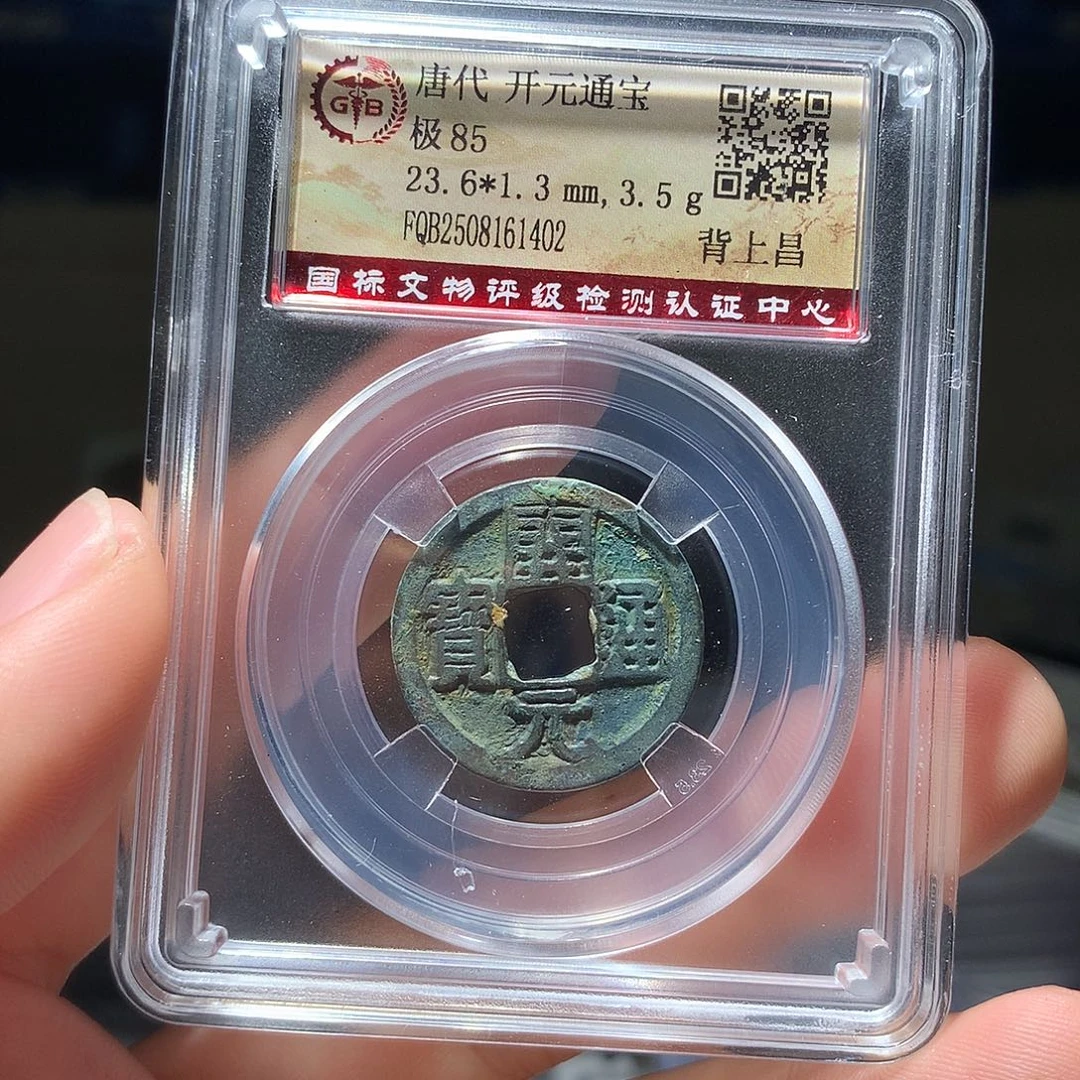 GB
唐代 开元通宝
极85
23.6*1.3 mm, 3.5 g
FQB2508161402
背上昌
国标文物评级检测认证中心
開元通寶